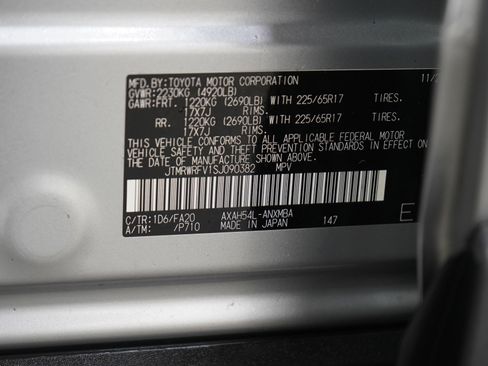 MFD.BY:TOYOTA MOTOR CORPORATION 11/2
GVWR:2230KG (4920LB)
GAWR:FRT. 1220KG (2690LB) WITH 225/65R17 TIRES.
17X7J RIMS.
RR. 1220KG (2690LB) WITH 225/65R17 TIRES.
17X7J RIMS.
THIS VEHICLE CONFORMS TO ALL APPLICABLE FEDERAL MOTOR
VEHICLE SAFETY AND THEFT PREVENTION STANDARDS IN EFFECT ON
THE DATE OF MANUFACTURE SHOWN ABOVE.
JTMRWRFV1SJ090382 MPV
C/TR:1D6/FA20 AXAH54L-ANXMBA
A/TM: /P710 MADE IN JAPAN 147 E